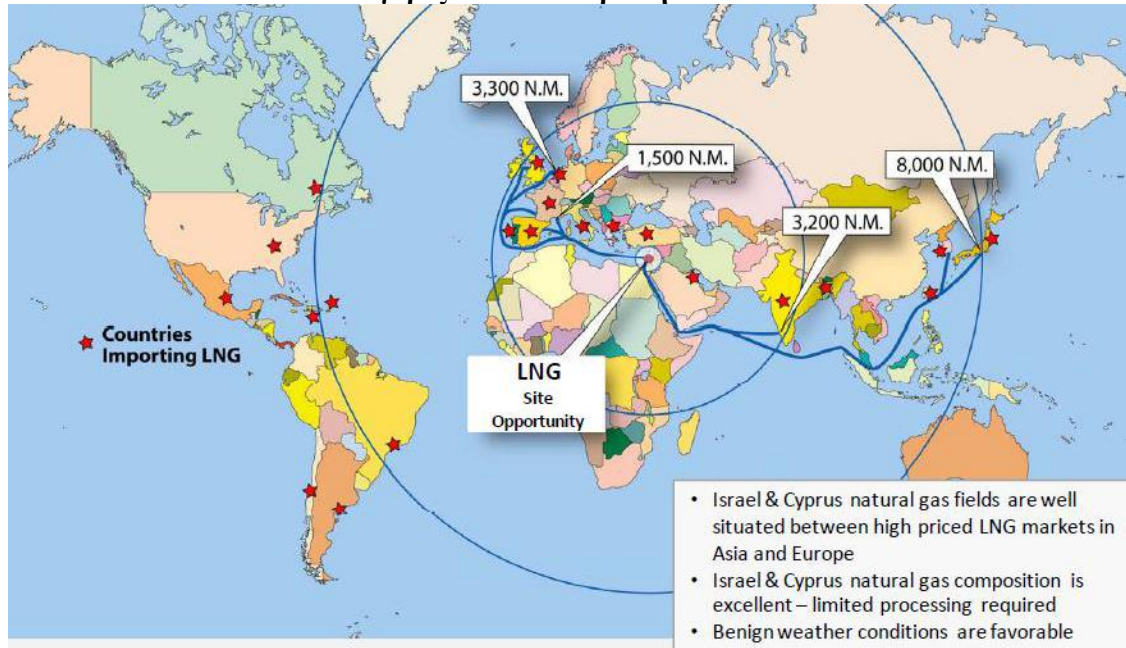 3,300 N.M.
1,500 N.M.
8,000 N.M.
3,200 N.M.
Countries
Importing LNG
LNG
Site
Opportunity
• Israel & Cyprus natural gas fields are well
situated between high priced LNG markets in
Asia and Europe
• Israel & Cyprus natural gas composition is
excellent – limited processing required
• Benign weather conditions are favorable